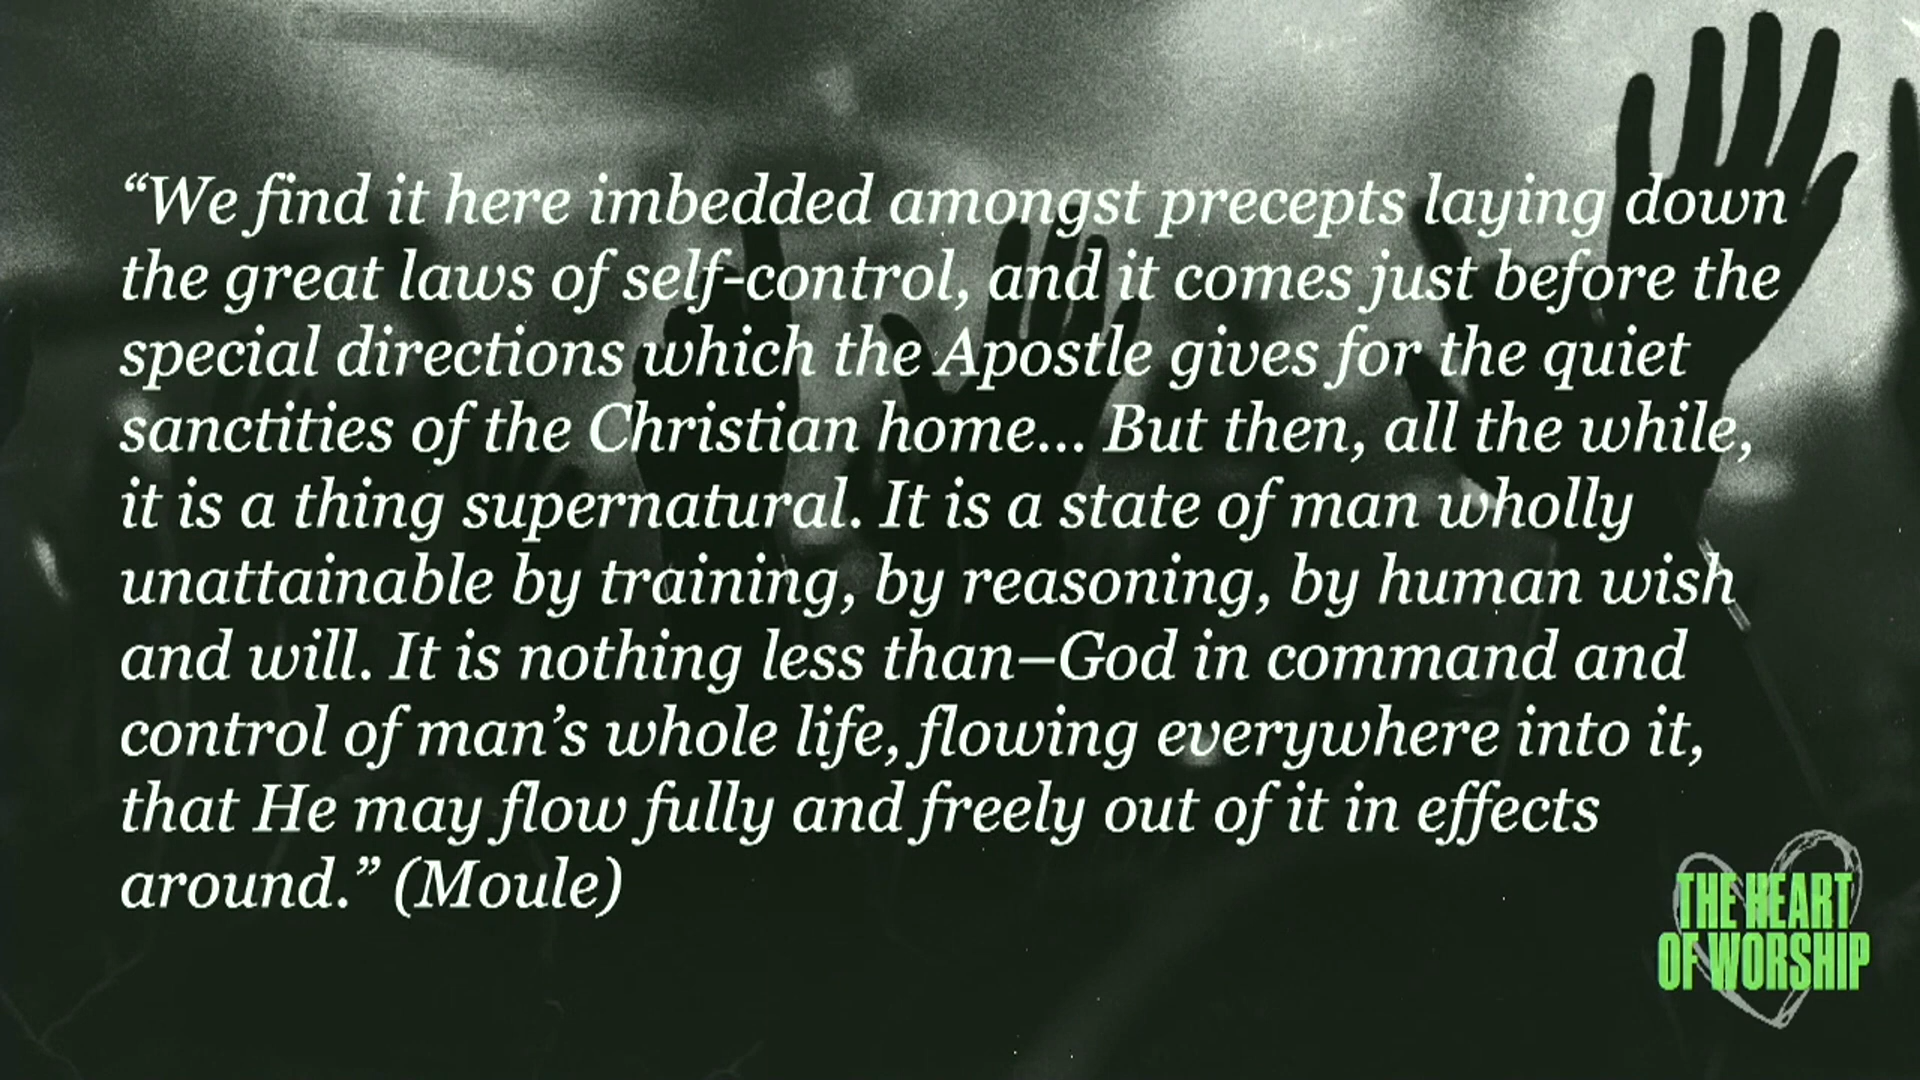 “We find it here imbedded amongst precepts laying down
the great laws of self-control, and it comes just before the
special directions which the Apostle gives for the quiet
sanctities of the Christian home... But then, all the while,
it is a thing supernatural. It is a state of man wholly
unattainable by training, by reasoning, by human wish
and will. It is nothing less than–God in command and
control of man’s whole life, flowing everywhere into it,
that He may flow fully and freely out of it in effects
around.” (Moule)
THE HEART
OF WORSHIP